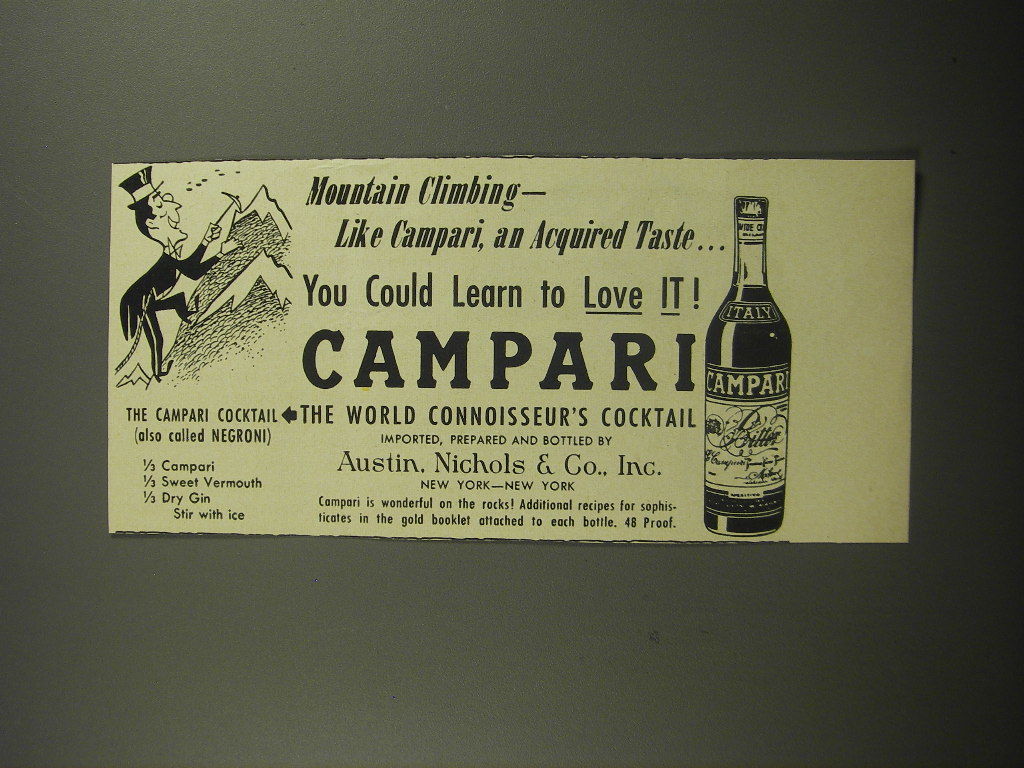 Mountain Climbing—
Like Campari, an Acquired Taste...
You Could Learn to Love IT!
CAMPARI
THE CAMPARI COCKTAIL
(also called NEGRONI)
⅓ Campari
⅓ Sweet Vermouth
⅓ Dry Gin
Stir with ice
THE WORLD CONNOISSEUR'S COCKTAIL
IMPORTED, PREPARED AND BOTTLED BY
Austin, Nichols & Co., Inc.
NEW YORK—NEW YORK
Campari is wonderful on the rocks! Additional recipes for sophis-
ticates in the gold booklet attached to each bottle. 48 Proof.
ITALY
CAMPARI
Bitter